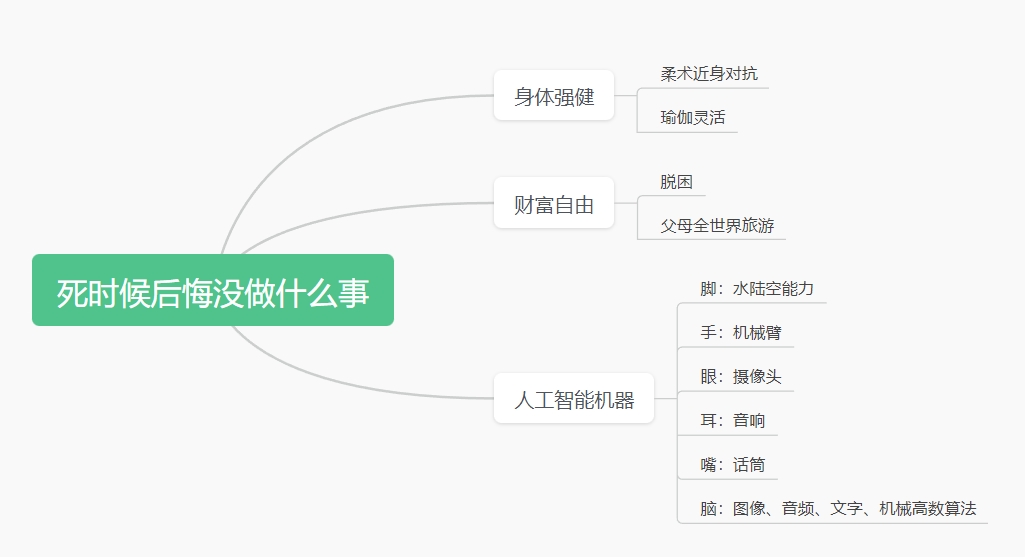 死时候后悔没做什么事
身体强健
柔术近身对抗
瑜伽灵活
财富自由
脱困
父母全世界旅游
人工智能机器
脚：水陆空能力
手：机械臂
眼：摄像头
耳：音响
嘴：话筒
脑：图像、音频、文字、机械高数算法